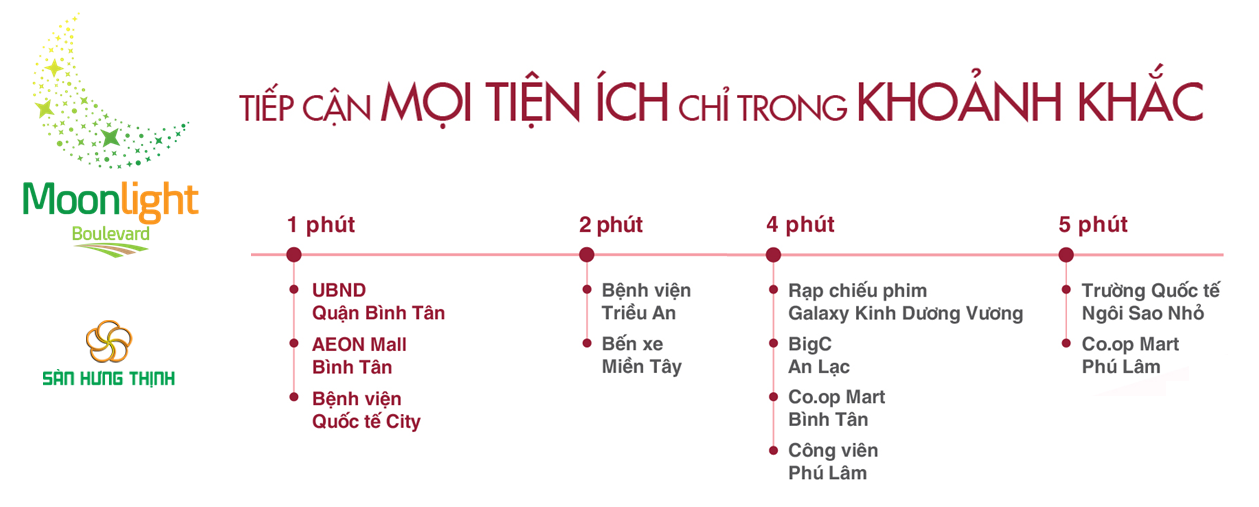 TIẾP CẬN MỌI TIỆN ÍCH CHỈ TRONG KHOẢNH KHẮC
Moonlight
Boulevard
SÀN HƯNG THỊNH
1 phút
UBND
Quận Bình Tân
AEON Mall
Bình Tân
Bệnh viện
Quốc tế City
2 phút
Bệnh viện
Triều An
Bến xe
Miền Tây
4 phút
Rạp chiếu phim
Galaxy Kinh Dương Vương
BigC
An Lạc
Co.op Mart
Bình Tân
Công viên
Phú Lâm
5 phút
Trường Quốc tế
Ngôi Sao Nhỏ
Co.op Mart
Phú Lâm